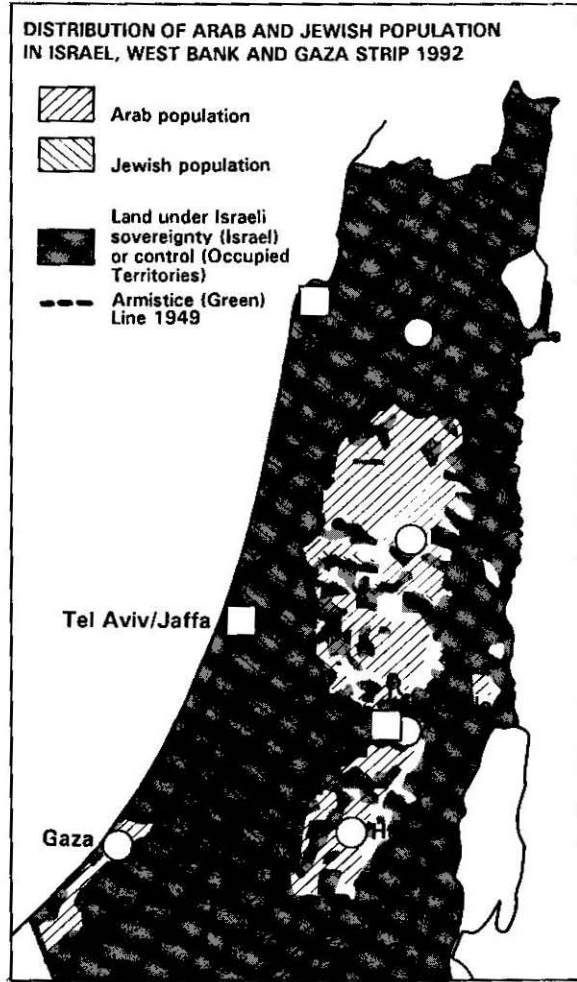 DISTRIBUTION OF ARAB AND JEWISH POPULATION
IN ISRAEL, WEST BANK AND GAZA STRIP 1992
Arab population
Jewish population
Land under Israeli
sovereignty (Israel)
or control (Occupied
Territories)
Armistice (Green)
Line 1949
Tel Aviv/Jaffa
Gaza